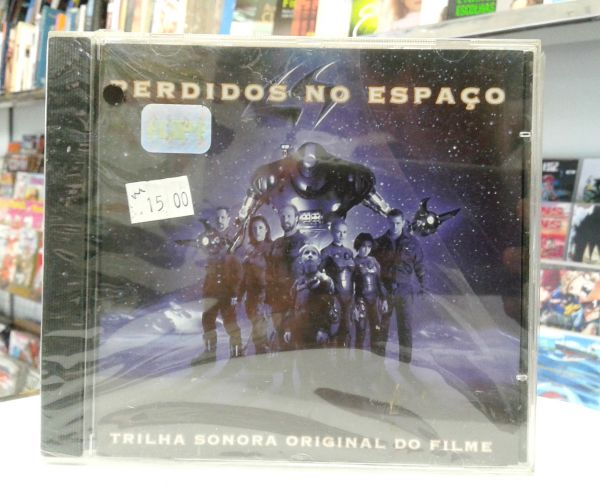 PERDIDOS NO ESPAÇO
15.00
TRILHA SONORA ORIGINAL DO FILME